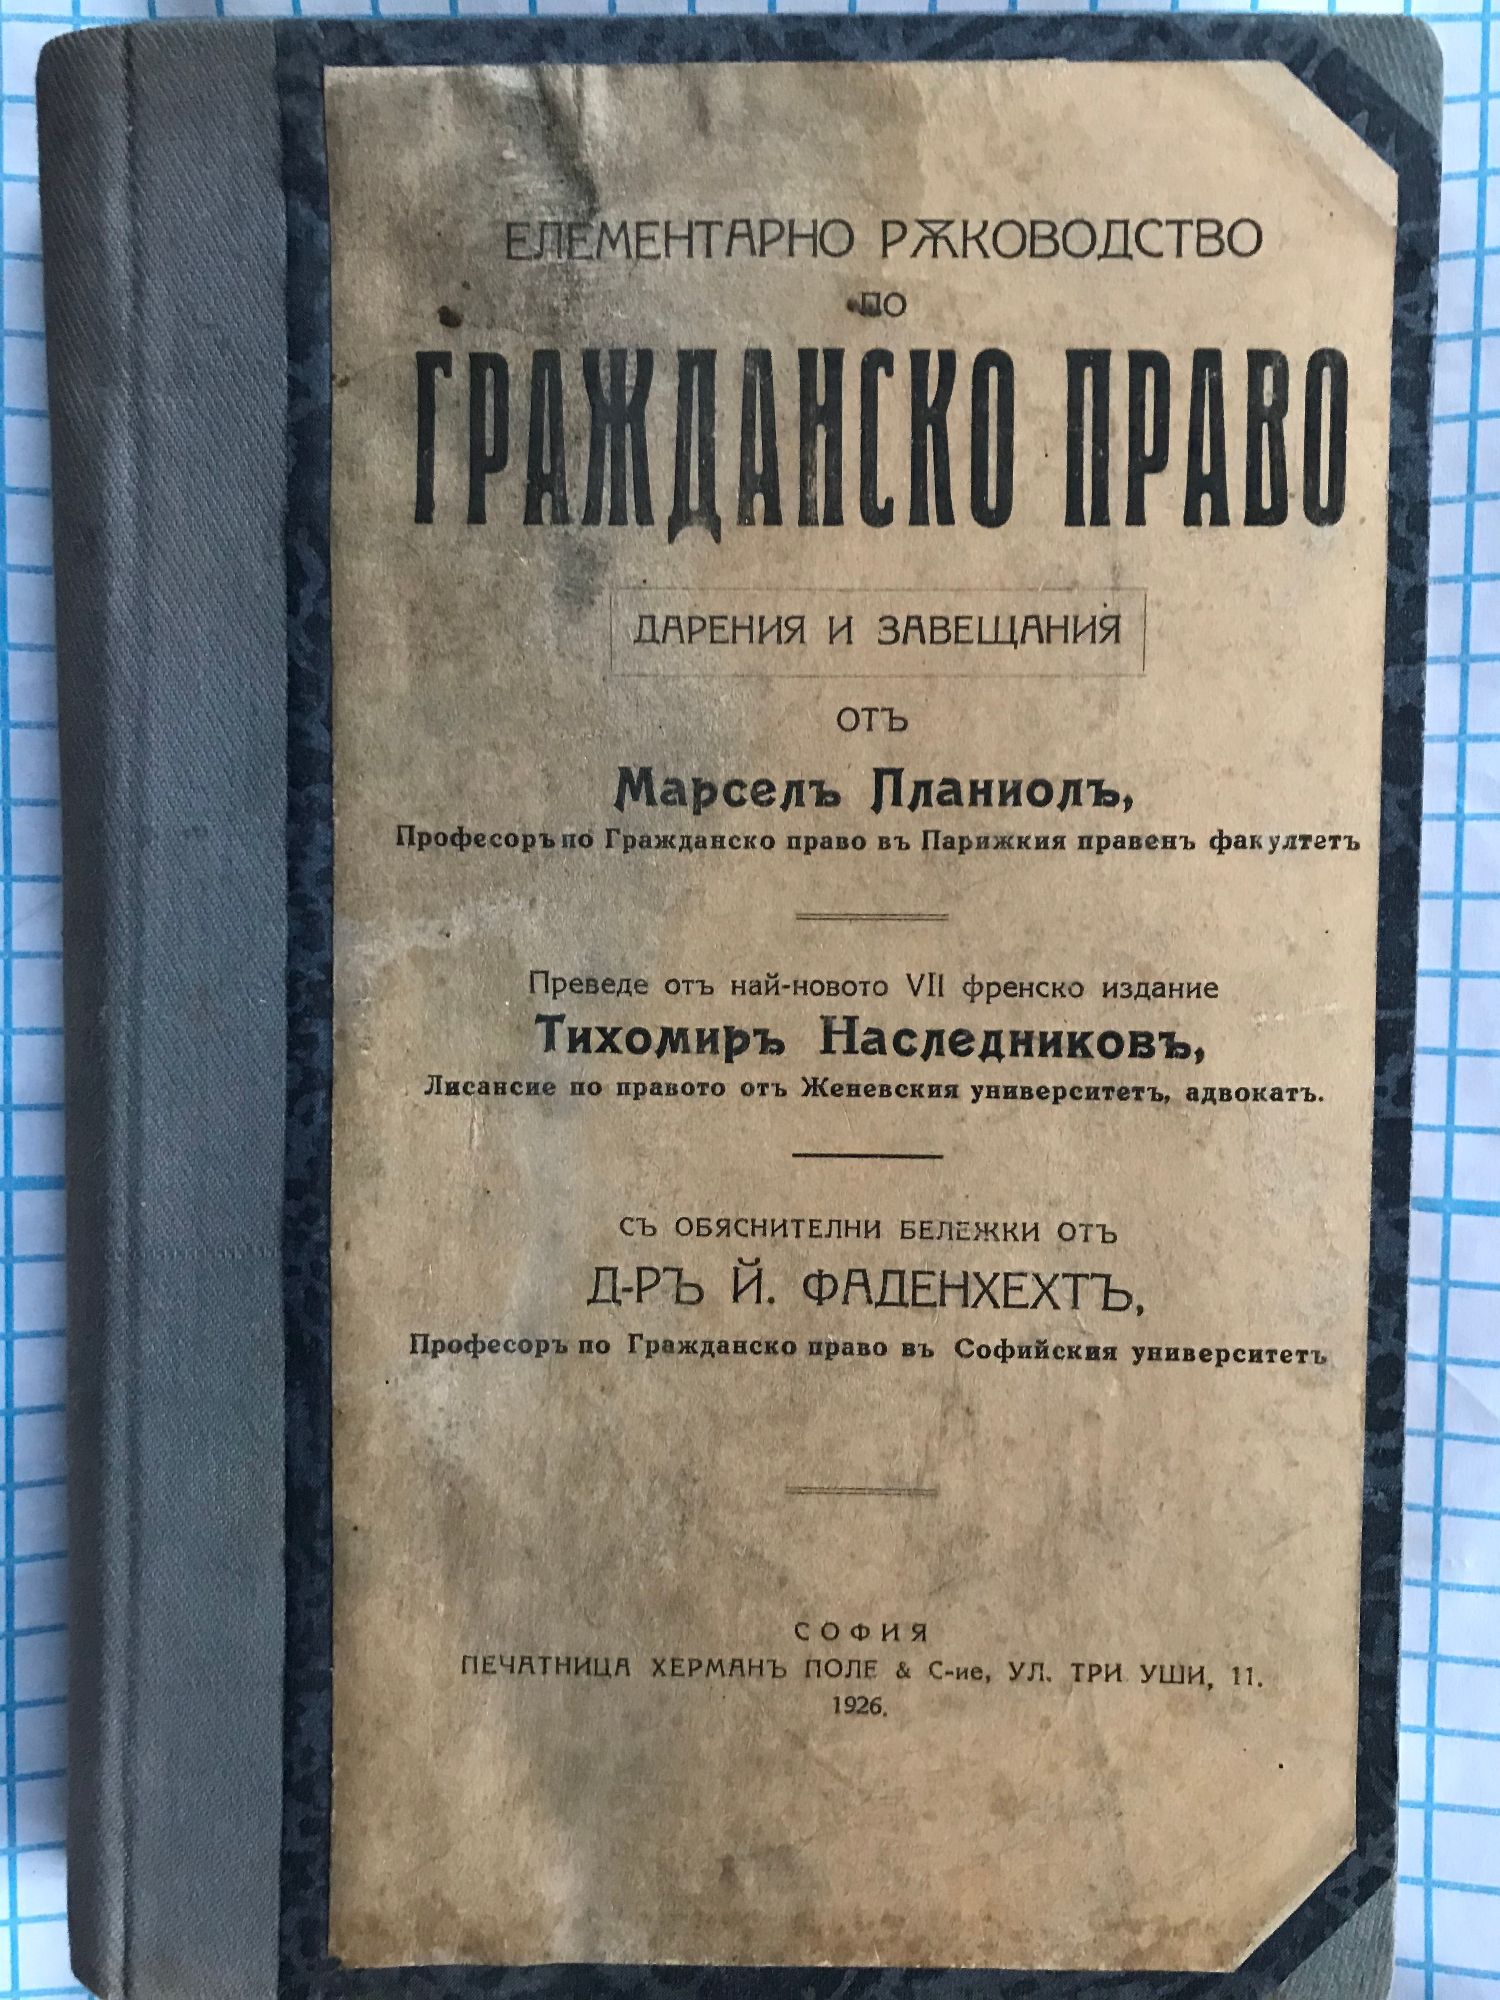 ЕЛЕМЕНТАРНО РѪКОВОДСТВО
ПО
ГРАЖДАНСКО ПРАВО
ДАРЕНИЯ И ЗАВЕЩАНИЯ
ОТЪ
Марселъ Планиолъ,
Професоръ по Гражданско право въ Парижкия правенъ факултетъ
Преведе отъ най-новото VII френско издание
Тихомиръ Наследниковъ,
Лисансие по правото отъ Женевския университетъ, адвокатъ.
СЪ ОБЯСНИТЕЛНИ БЕЛЕЖКИ ОТЪ
Д-РЪ Й. ФАДЕНХЕХТЪ,
Професоръ по Гражданско право въ Софийския университетъ
СОФИЯ
ПЕЧАТНИЦА ХЕРМАНЪ ПОЛЕ & С-ие, УЛ. ТРИ УШИ, 11.
1926.